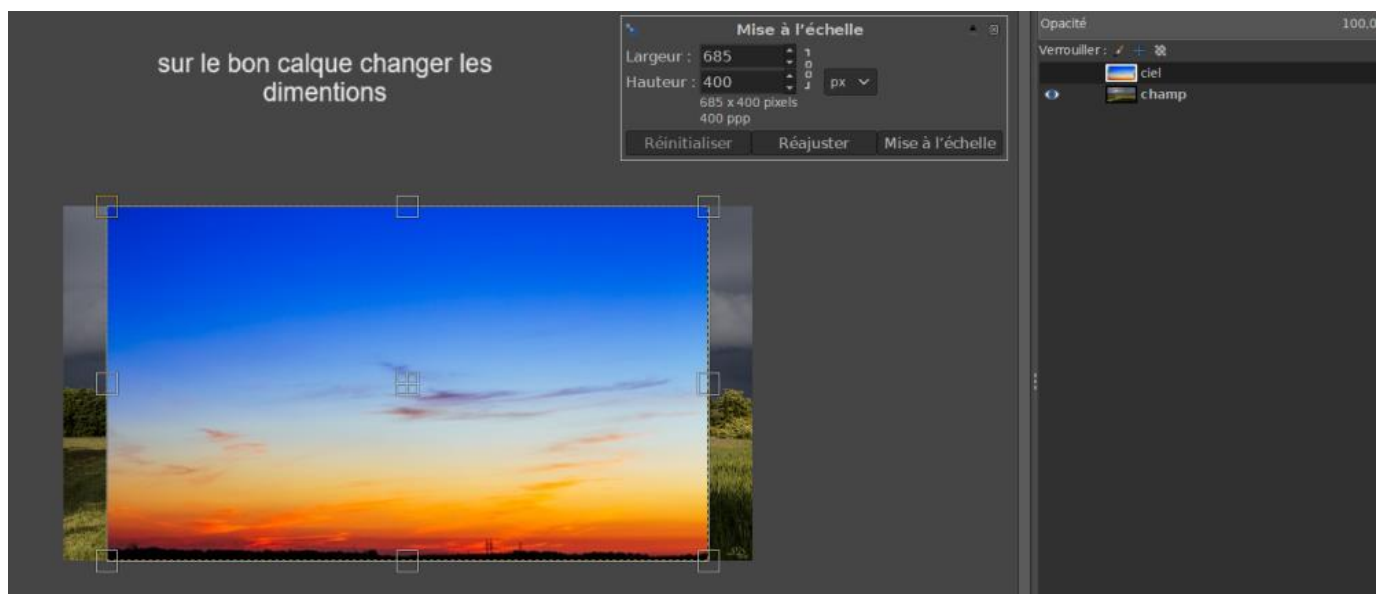 sur le bon calque changer les
dimentions
Mise à l'échelle
Largeur : 685
Hauteur : 400 px
685 x 400 pixels
400 ppp
Réinitialiser Réajuster Mise à l'échelle
Opacité 100,0
Verrouiller :
ciel
champ